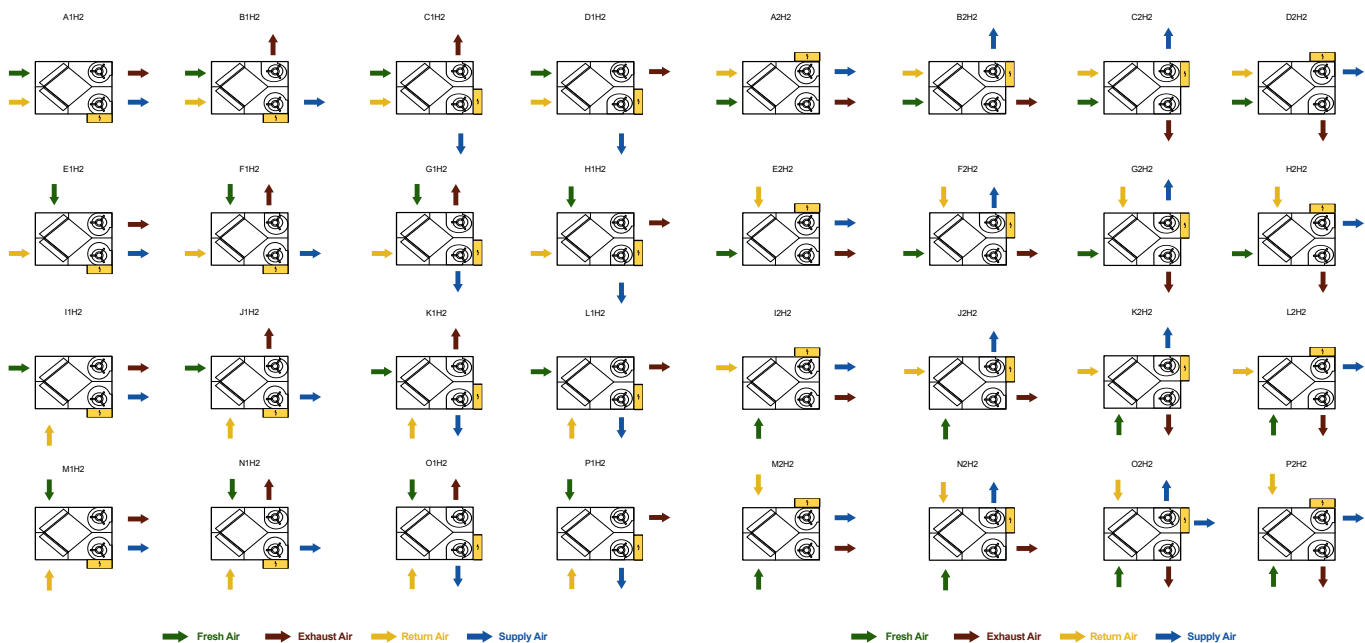 A1H2 B1H2 C1H2 D1H2 A2H2 B2H2 C2H2 D2H2
E1H2 F1H2 G1H2 H1H2 E2H2 F2H2 G2H2 H2H2
I1H2 J1H2 K1H2 L1H2 I2H2 J2H2 K2H2 L2H2
M1H2 N1H2 O1H2 P1H2 M2H2 N2H2 O2H2 P2H2
Fresh Air Exhaust Air Return Air Supply Air Fresh Air Exhaust Air Return Air Supply Air